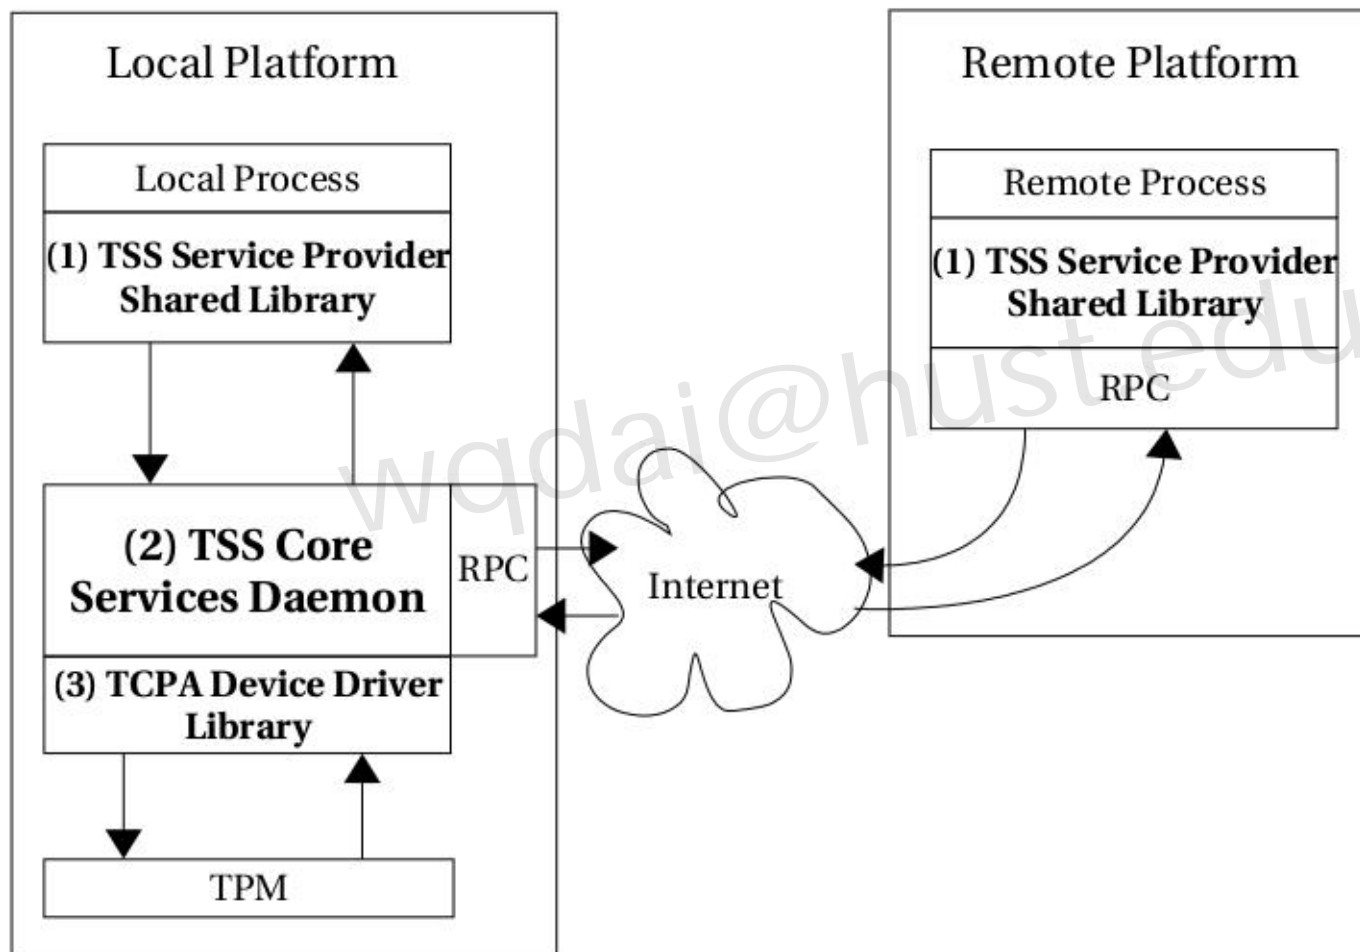 Local Platform
Local Process
(1) TSS Service Provider
Shared Library
(2) TSS Core
Services Daemon
RPC
(3) TCPA Device Driver
Library
TPM
Internet
Remote Platform
Remote Process
(1) TSS Service Provider
Shared Library
RPC
wqdai@hust.edu